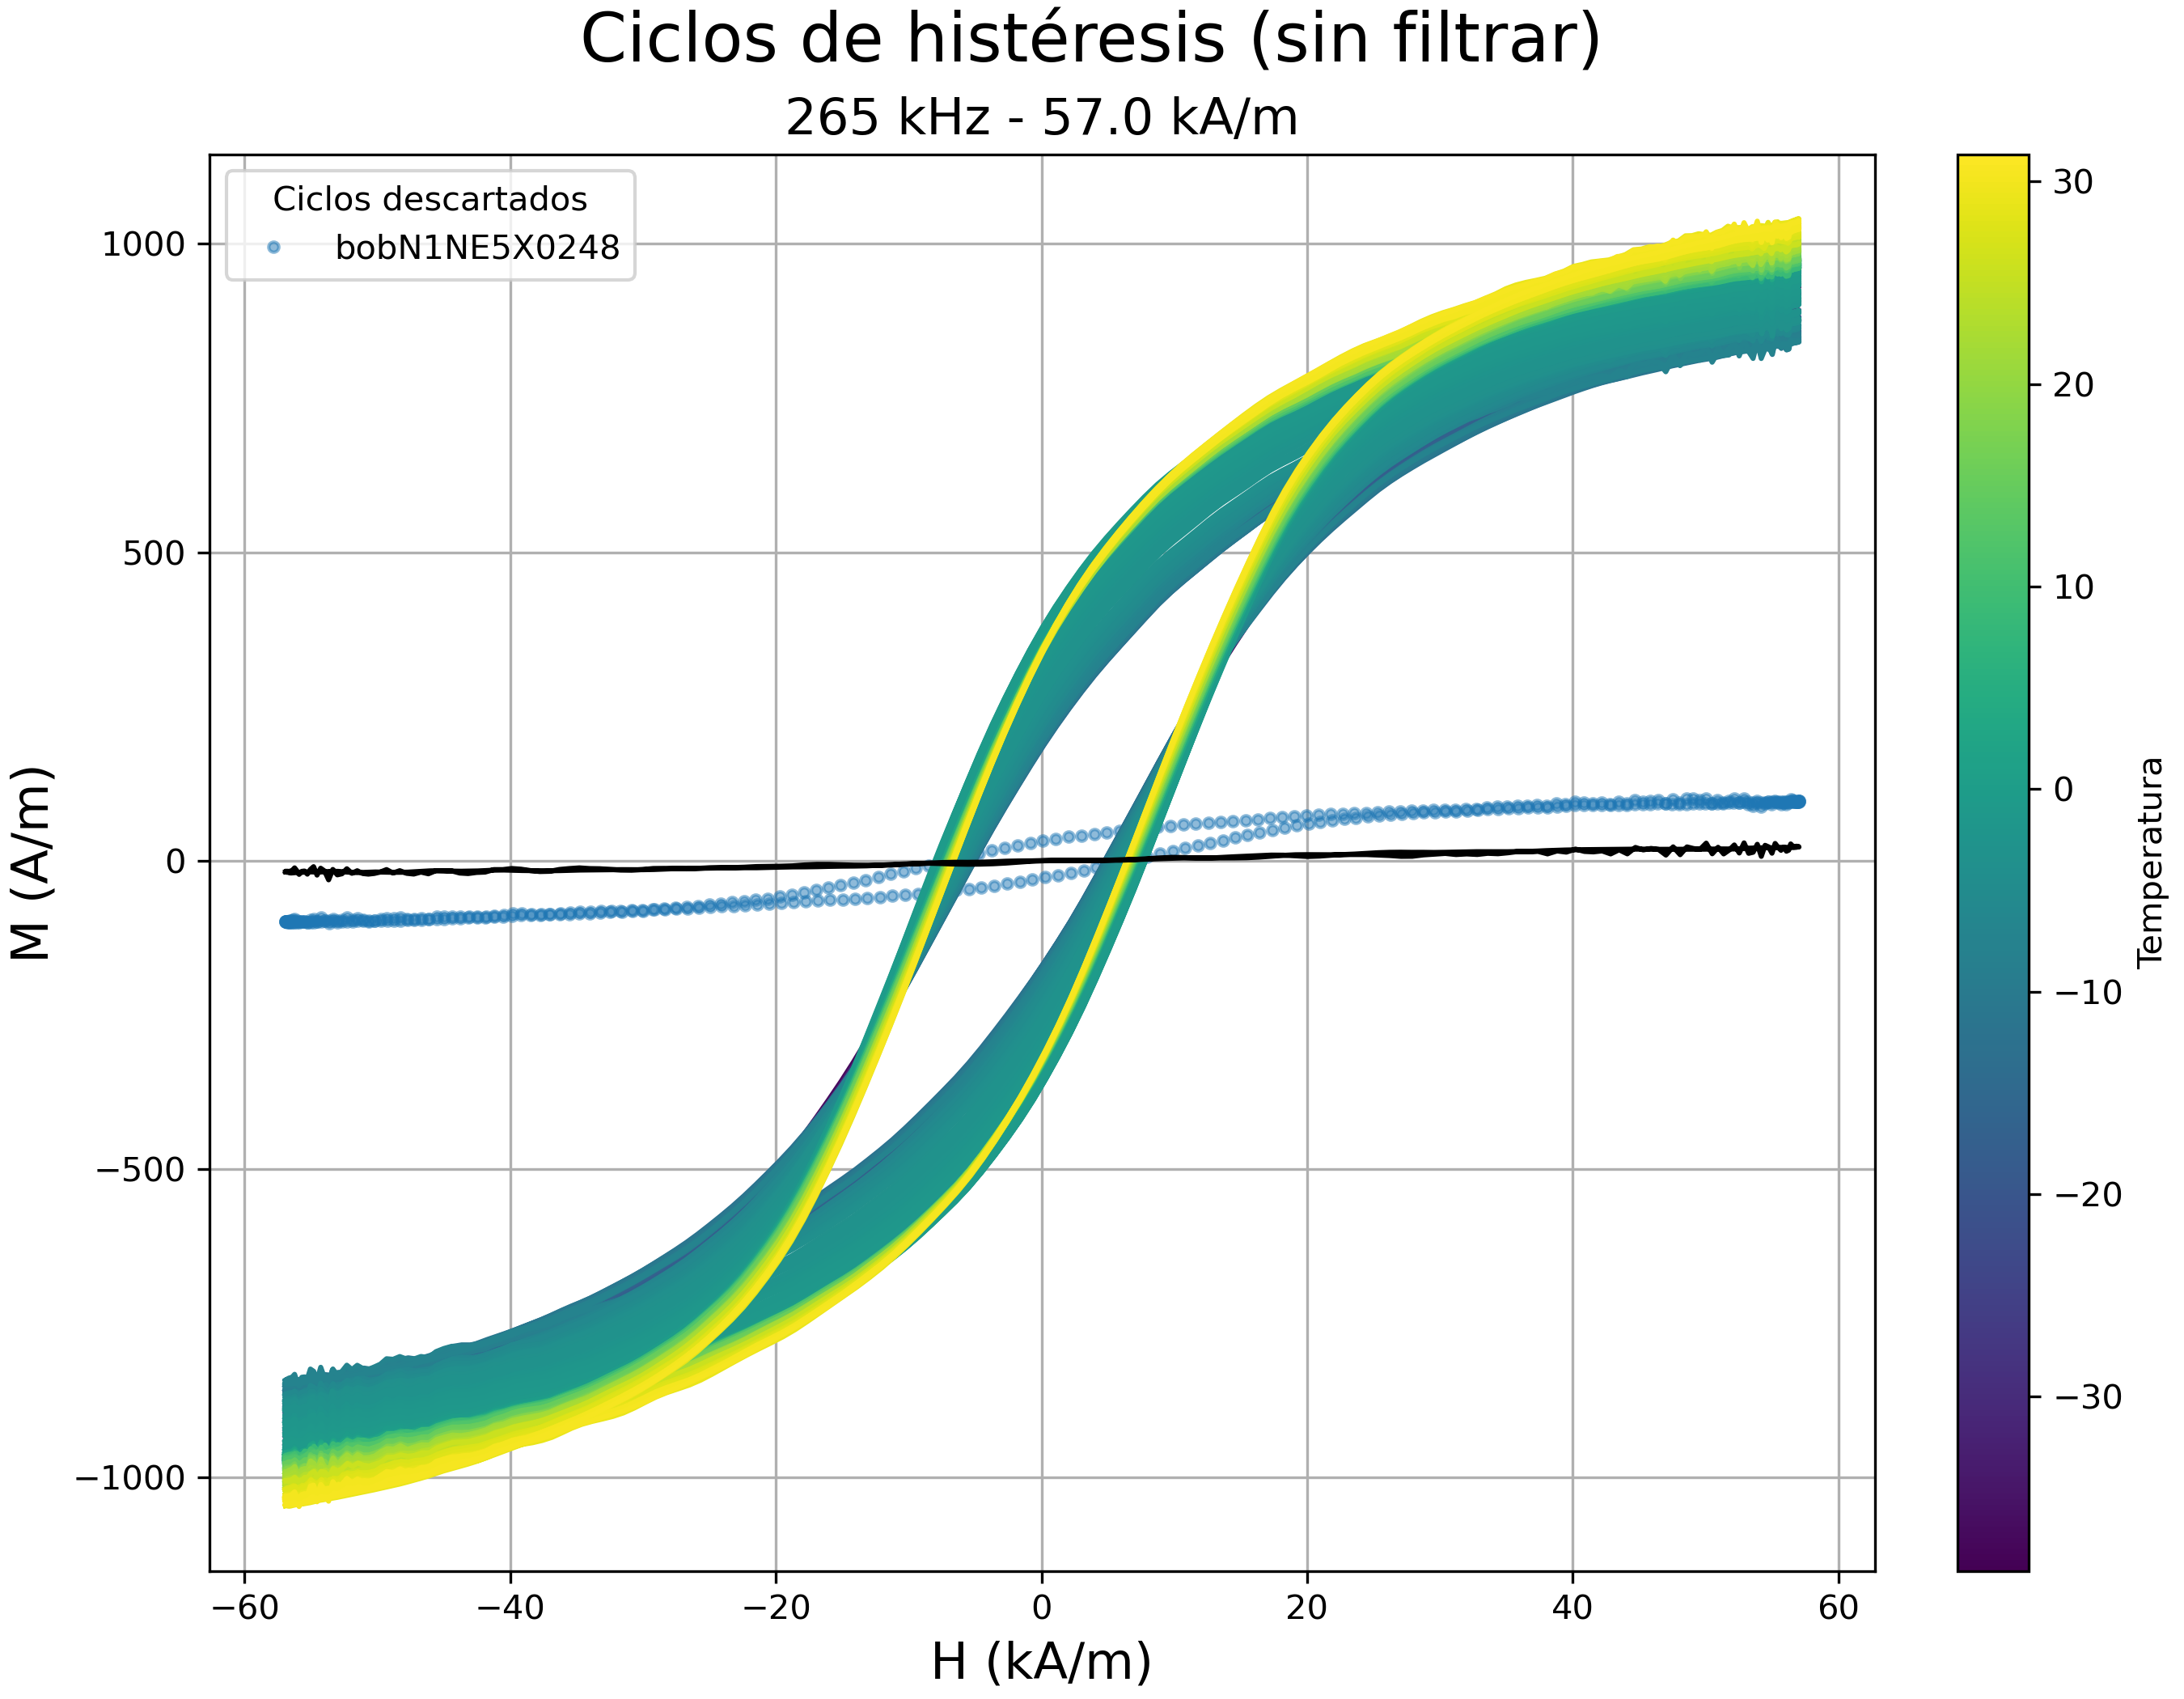 Ciclos de histéresis (sin filtrar)
265 kHz - 57.0 kA/m
Ciclos descartados
bobN1NE5X0248
1000
500
0
−500
−1000
M (A/m)
−60
−40
−20
0
20
40
60
H (kA/m)
30
20
10
0
−10
−20
−30
Temperatura